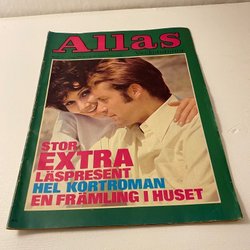 Allas
STOR
EXTRA
LÄSPRESENT
HEL KORTROMAN
EN FRÄMLING I HUSET